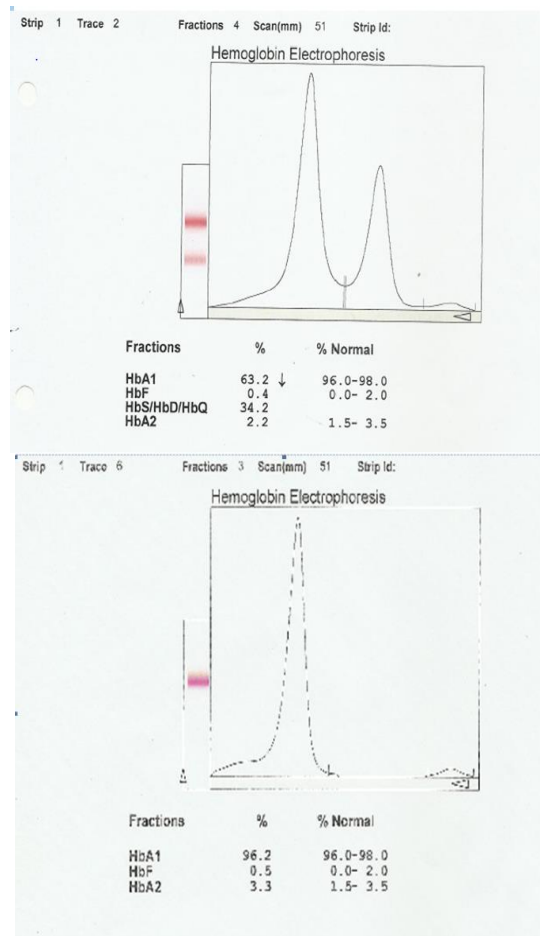 Strip 1 Trace 2 Fractions 4 Scan(mm) 51 Strip Id:
Hemoglobin Electrophoresis
Fractions % % Normal
HbA1 63.2 ↓ 96.0-98.0
HbF 0.4 0.0- 2.0
HbS/HbD/HbQ 34.2
HbA2 2.2 1.5- 3.5
Strip 1 Trace 6 Fractions 3 Scan(mm) 51 Strip Id:
Hemoglobin Electrophoresis
Fractions % % Normal
HbA1 96.2 96.0-98.0
HbF 0.5 0.0- 2.0
HbA2 3.3 1.5- 3.5